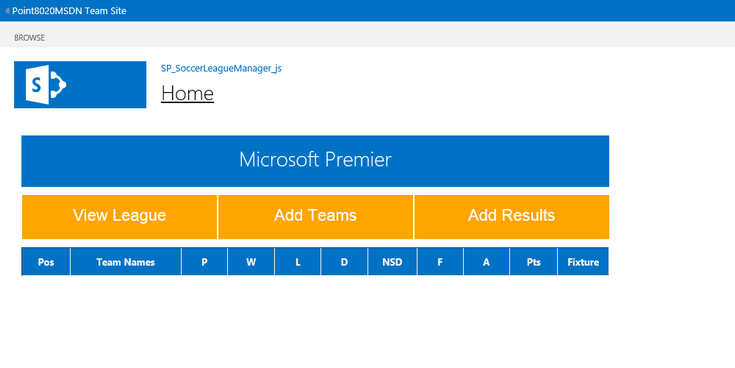 Point8020MSDN Team Site
BROWSE
S
SP_SoccerLeagueManager_js
Home
Microsoft Premier
View League Add Teams Add Results
Pos Team Names P W L D NSD F A Pts Fixture